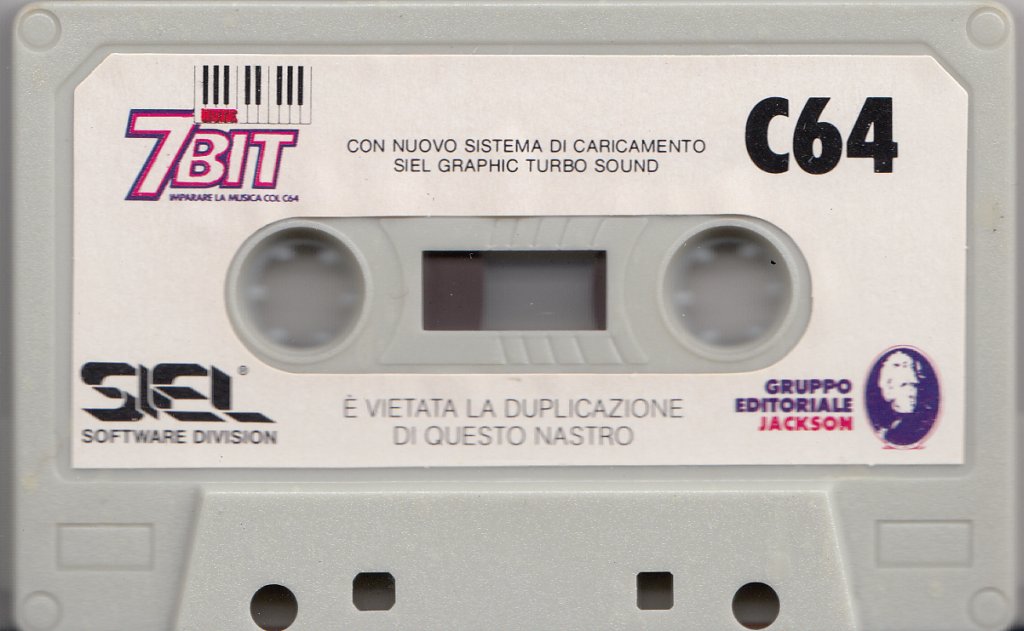 MUSIC
7BIT
IMPARARE LA MUSICA COL C64
CON NUOVO SISTEMA DI CARICAMENTO
SIEL GRAPHIC TURBO SOUND
C64
SIEL®
SOFTWARE DIVISION
È VIETATA LA DUPLICAZIONE
DI QUESTO NASTRO
GRUPPO
EDITORIALE
JACKSON